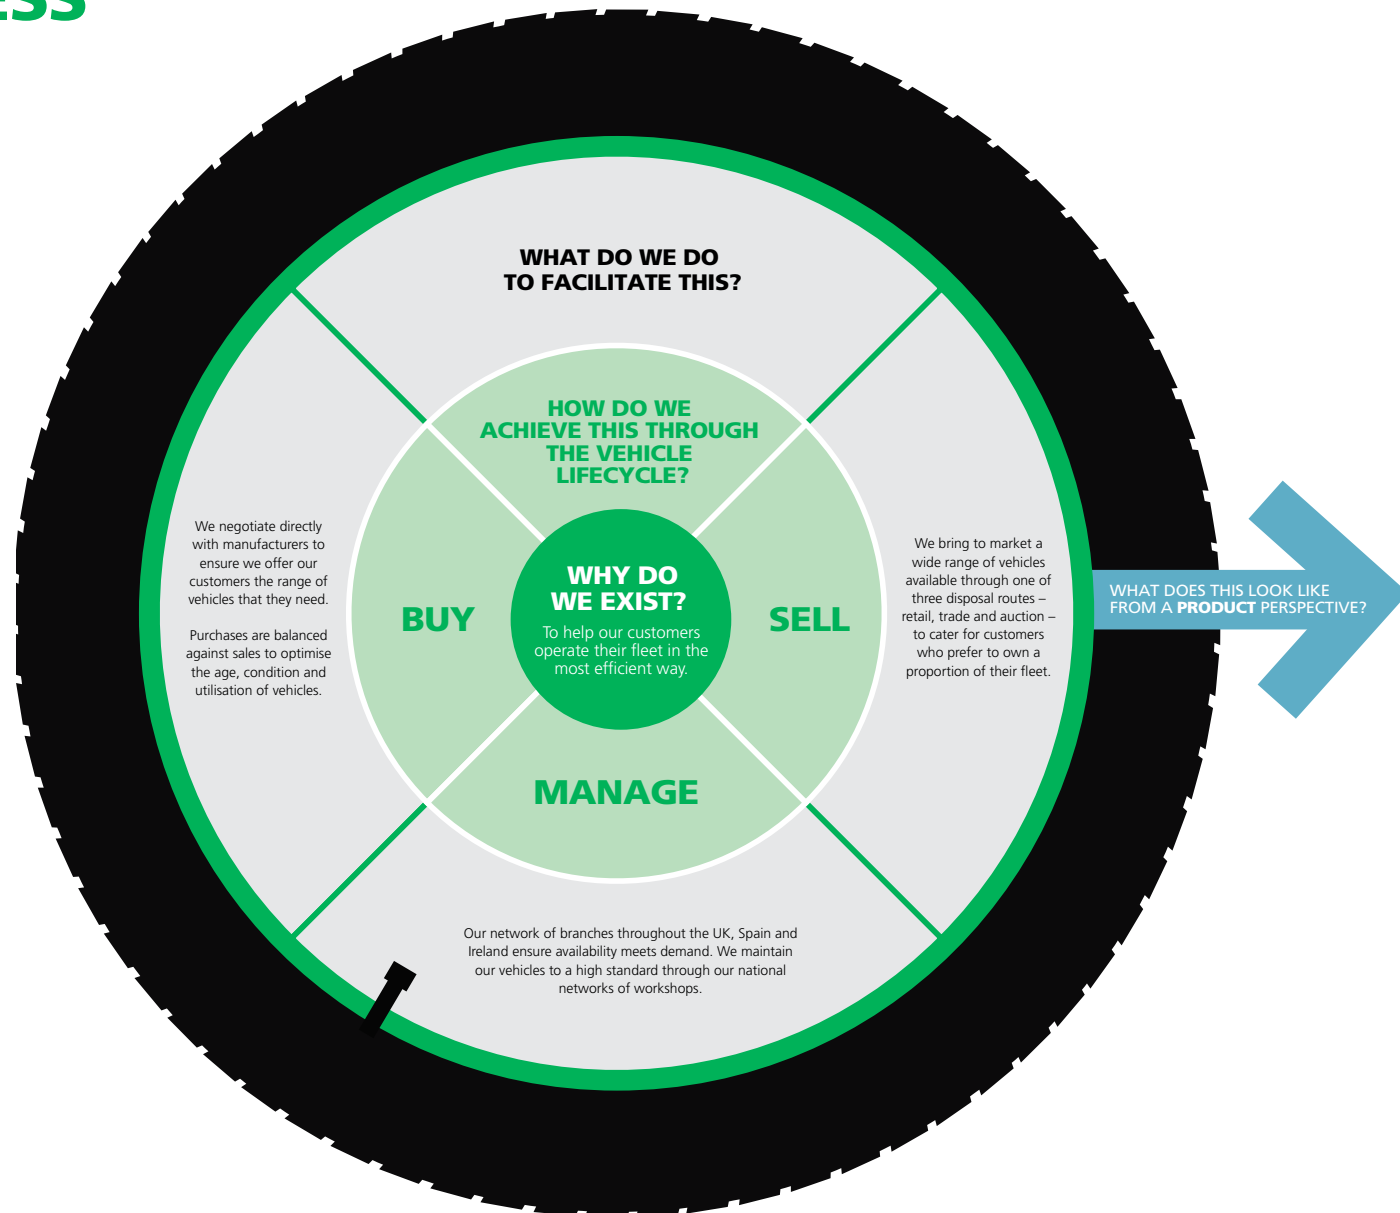 WHAT DO WE DO
TO FACILITATE THIS?
HOW DO WE
ACHIEVE THIS THROUGH
THE VEHICLE
LIFECYCLE?
We negotiate directly
with manufacturers to
ensure we offer our
customers the range of
vehicles that they need.
Purchases are balanced
against sales to optimise
the age, condition and
utilisation of vehicles.
BUY
WHY DO
WE EXIST?
To help our customers
operate their fleet in the
most efficient way.
SELL
We bring to market a
wide range of vehicles
available through one of
three disposal routes –
retail, trade and auction –
to cater for customers
who prefer to own a
proportion of their fleet.
WHAT DOES THIS LOOK LIKE
FROM A PRODUCT PERSPECTIVE?
MANAGE
Our network of branches throughout the UK, Spain and
Ireland ensure availability meets demand. We maintain
our vehicles to a high standard through our national
networks of workshops.